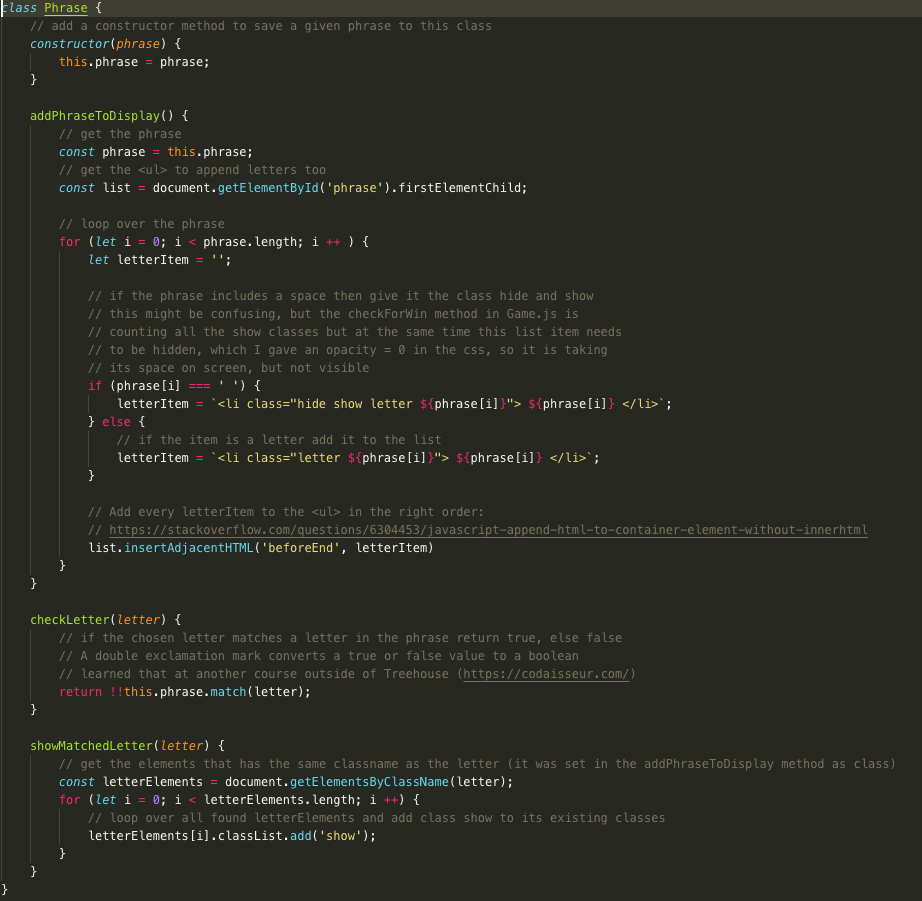 class Phrase {
    // add a constructor method to save a given phrase to this class
    constructor(phrase) {
        this.phrase = phrase;
    }

    addPhraseToDisplay() {
        // get the phrase
        const phrase = this.phrase;
        // get the <ul> to append letters too
        const list = document.getElementById('phrase').firstElementChild;

        // loop over the phrase
        for (let i = 0; i < phrase.length; i ++ ) {
            let letterItem = '';

            // if the phrase includes a space then give it the class hide and show
            // this might be confusing, but the checkForWin method in Game.js is
            // counting all the show classes but at the same time this list item needs
            // to be hidden, which I gave an opacity = 0 in the css, so it is taking
            // its space on screen, but not visible
            if (phrase[i] === ' ') {
                letterItem = `<li class="hide show letter ${phrase[i]}"> ${phrase[i]} </li>`;
            } else {
                // if the item is a letter add it to the list
                letterItem = `<li class="letter ${phrase[i]}"> ${phrase[i]} </li>`;
            }

            // Add every letterItem to the <ul> in the right order:
            // https://stackoverflow.com/questions/6304453/javascript-append-html-to-container-element-without-innerhtml
            list.insertAdjacentHTML('beforeEnd', letterItem)
        }
    }

    checkLetter(letter) {
        // if the chosen letter matches a letter in the phrase return true, else false
        // A double exclamation mark converts a true or false value to a boolean
        // learned that at another course outside of Treehouse (https://codaisseur.com/)
        return !!this.phrase.match(letter);
    }

    showMatchedLetter(letter) {
        // get the elements that has the same classname as the letter (it was set in the addPhraseToDisplay method as class)
        const letterElements = document.getElementsByClassName(letter);
        for (let i = 0; i < letterElements.length; i ++) {
            // loop over all found letterElements and add class show to its existing classes
            letterElements[i].classList.add('show');
        }
    }
}